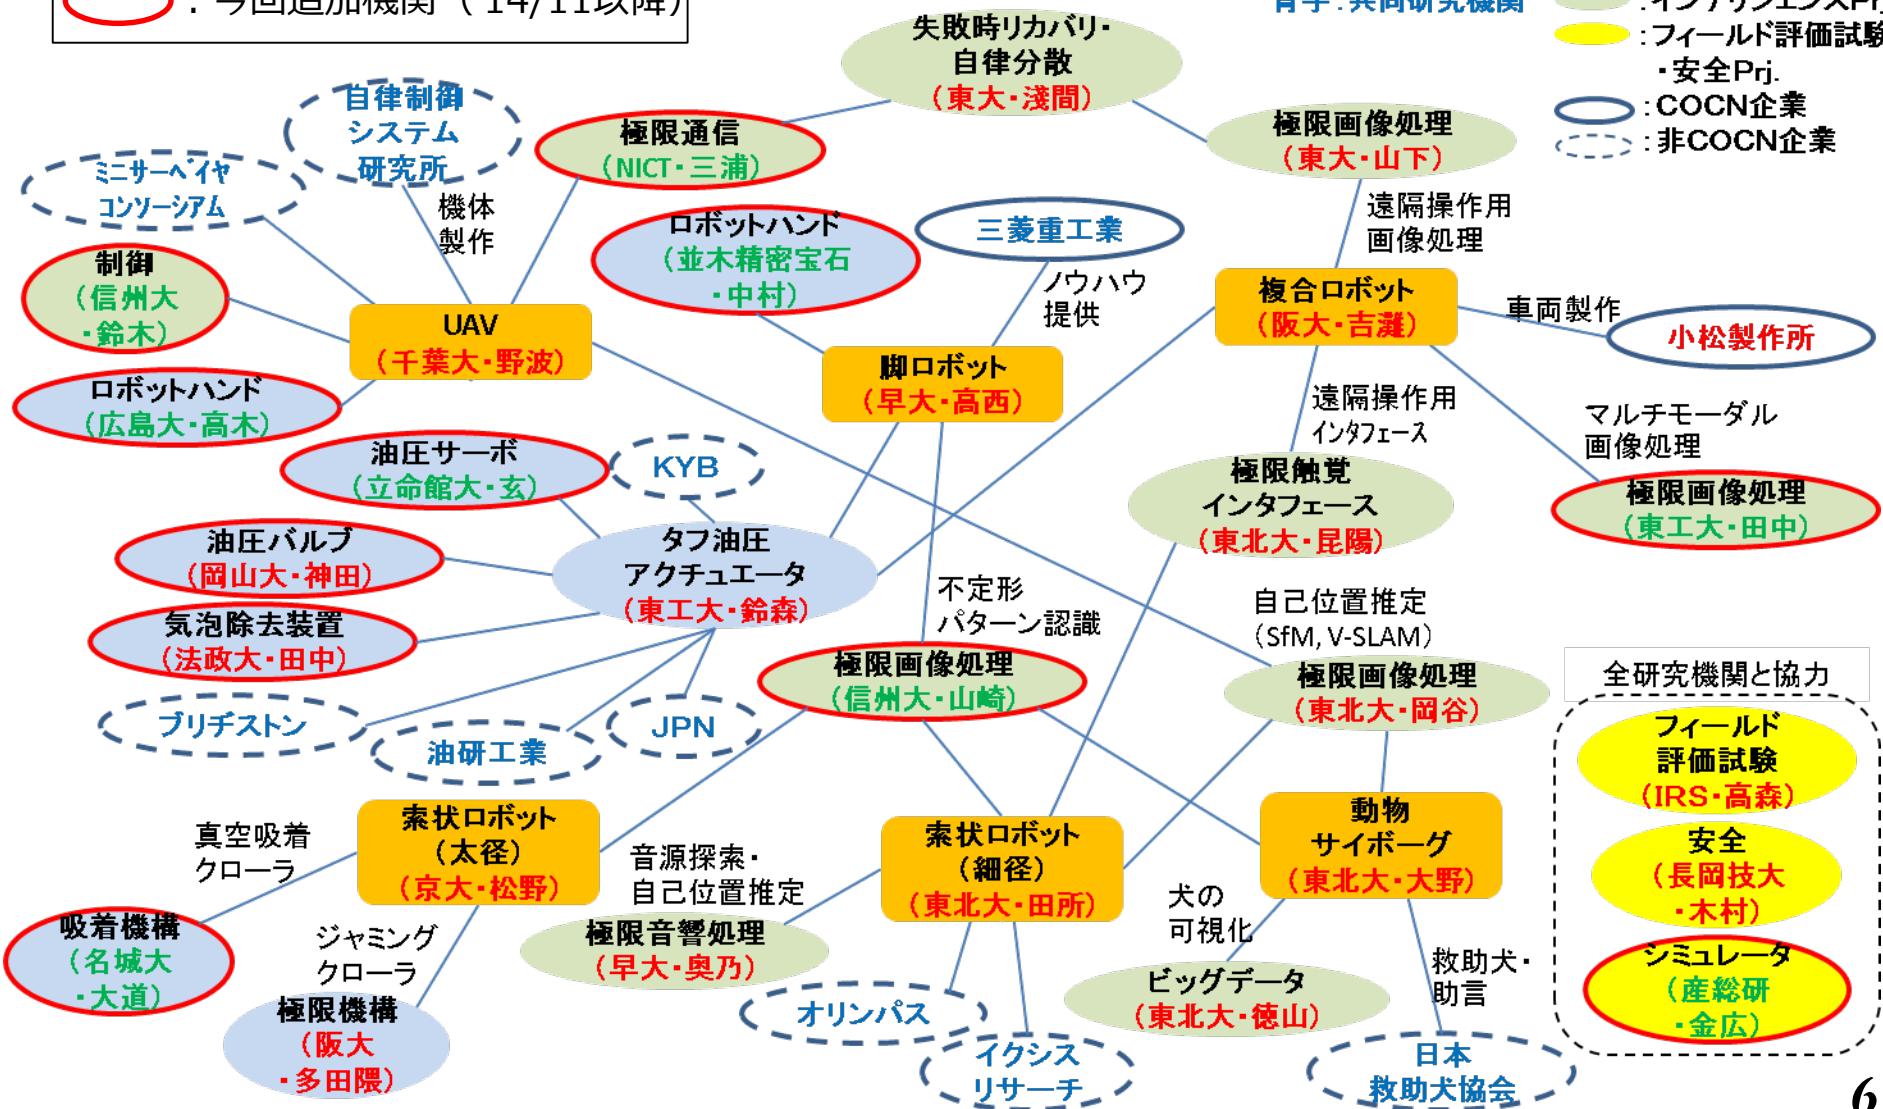 ：今回追加機関（'14/11以降）
青字：共同研究機関
：インテリジェンスPrj
：フィールド評価試験
・安全Prj.
：COCN企業
：非COCN企業
失敗時リカバリ・
自律分散
（東大・淺間）
極限通信
（NICT・三浦）
極限画像処理
（東大・山下）
自律制御
システム
研究所
ミニサーベイヤ
コンソーシアム
機体
製作
制御
（信州大
・鈴木）
UAV
（千葉大・野波）
ロボットハンド
（広島大・高木）
ロボットハンド
（並木精密宝石
・中村）
三菱重工業
ノウハウ
提供
脚ロボット
（早大・高西）
遠隔操作用
画像処理
複合ロボット
（阪大・吉灘）
車両製作
小松製作所
遠隔操作用
インタフェース
マルチモーダル
画像処理
極限触覚
インタフェース
（東北大・昆陽）
極限画像処理
（東工大・田中）
油圧サーボ
（立命館大・玄）
KYB
油圧バルブ
（岡山大・神田）
タフ油圧
アクチュエータ
（東工大・鈴森）
気泡除去装置
（法政大・田中）
ブリヂストン
油研工業
JPN
不定形
パターン認識
極限画像処理
（信州大・山崎）
自己位置推定
（SfM, V-SLAM）
極限画像処理
（東北大・岡谷）
全研究機関と協力
フィールド
評価試験
（IRS・高森）
安全
（長岡技大
・木村）
シミュレータ
（産総研
・金広）
真空吸着
クローラ
索状ロボット
（太径）
（京大・松野）
吸着機構
（名城大
・大道）
ジャミング
クローラ
極限機構
（阪大
・多田隈）
音源探索・
自己位置推定
極限音響処理
（早大・奥乃）
索状ロボット
（細径）
（東北大・田所）
オリンパス
イクシス
リサーチ
動物
サイボーグ
（東北大・大野）
犬の
可視化
ビッグデータ
（東北大・徳山）
救助犬・
助言
日本
救助犬協会
6